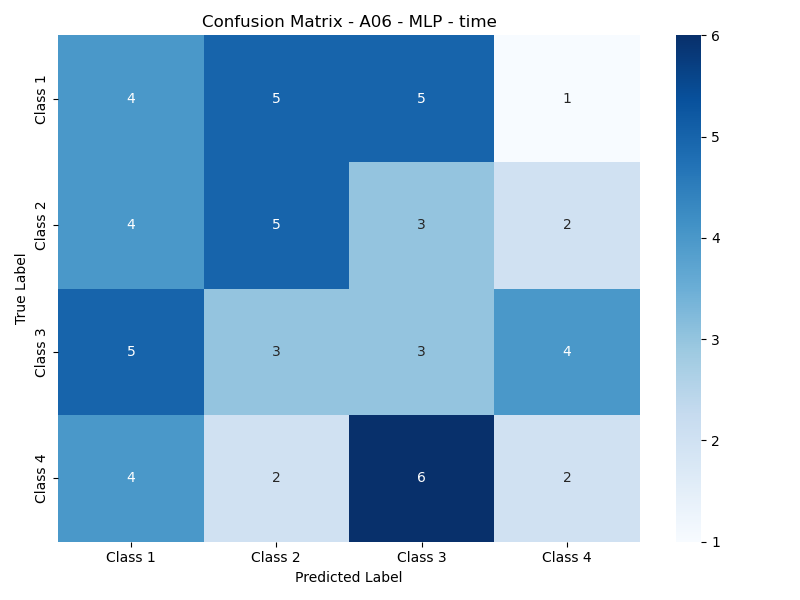 Confusion Matrix - A06 - MLP - time
True Label
Class 1
4 5 5 1
Class 2
4 5 3 2
Class 3
5 3 3 4
Class 4
4 2 6 2
Class 1 Class 2 Class 3 Class 4
Predicted Label
6
5
4
3
2
1